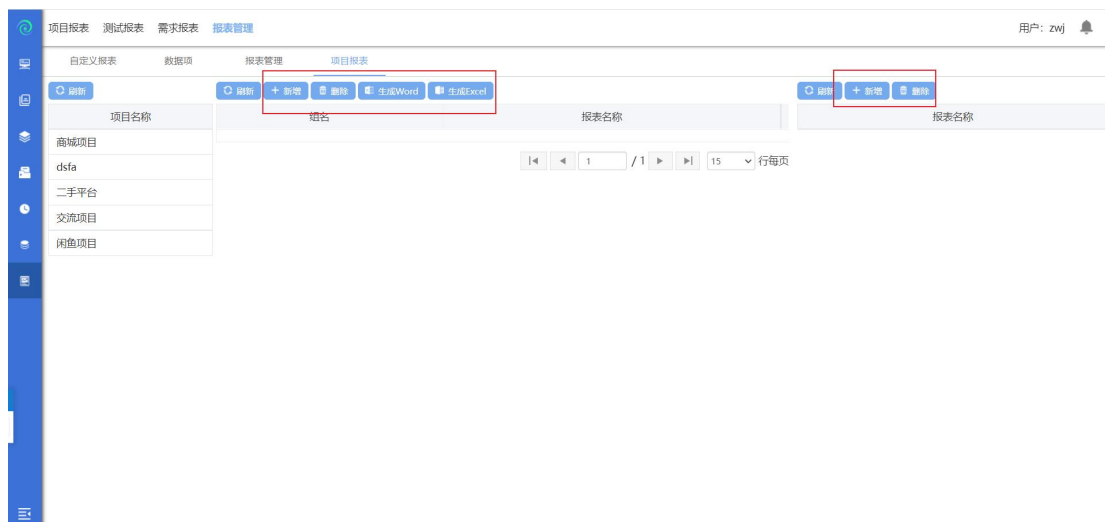 项目报表 测试报表 需求报表 报表管理 用户：zwj
自定义报表 数据项 报表管理 项目报表
刷新 刷新 新增 删除 生成Word 生成Excel 刷新 新增 删除
项目名称 组名 报表名称 报表名称
商城项目
dsfa
1 / 1 15 行每页
二手平台
交流项目
闲鱼项目